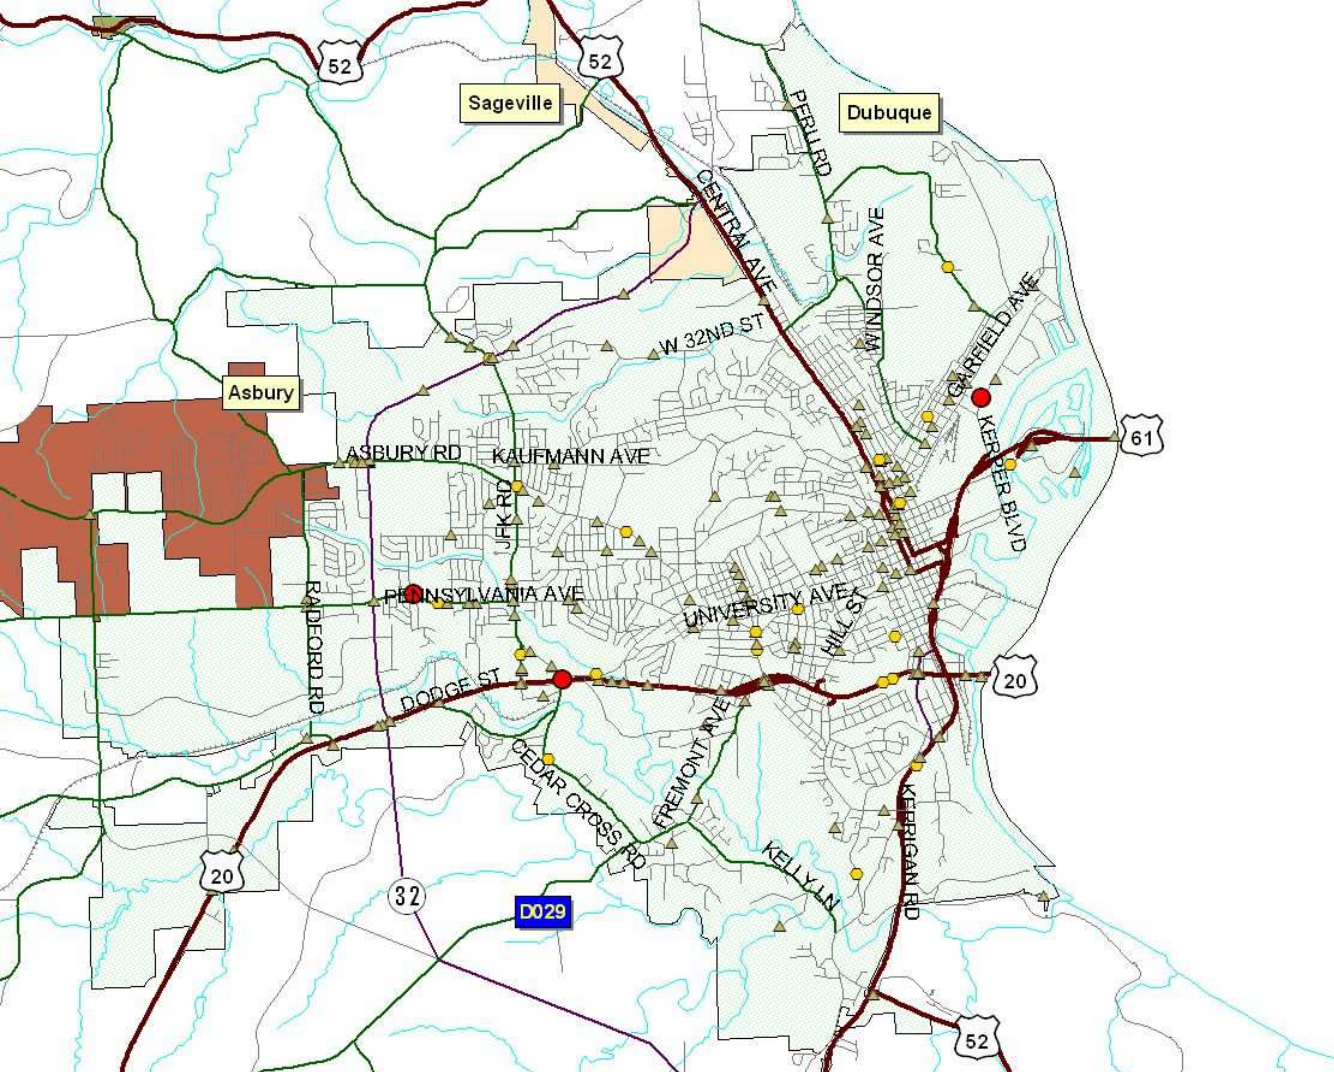 52
52
Sageville
Dubuque
PERU RD
CENTRAL AVE
WINDSOR AVE
GARFIELD AVE
W 32ND ST
Asbury
61
ASBURY RD
KAUFMANN AVE
KERPER BLVD
JFK RD
PENNSYLVANIA AVE
UNIVERSITY AVE
HILL ST
RADFORD RD
DODGE ST
20
FREMONT AVE
CEDAR CROSS RD
KERRIGAN RD
KELLY LN
20
32
D029
52